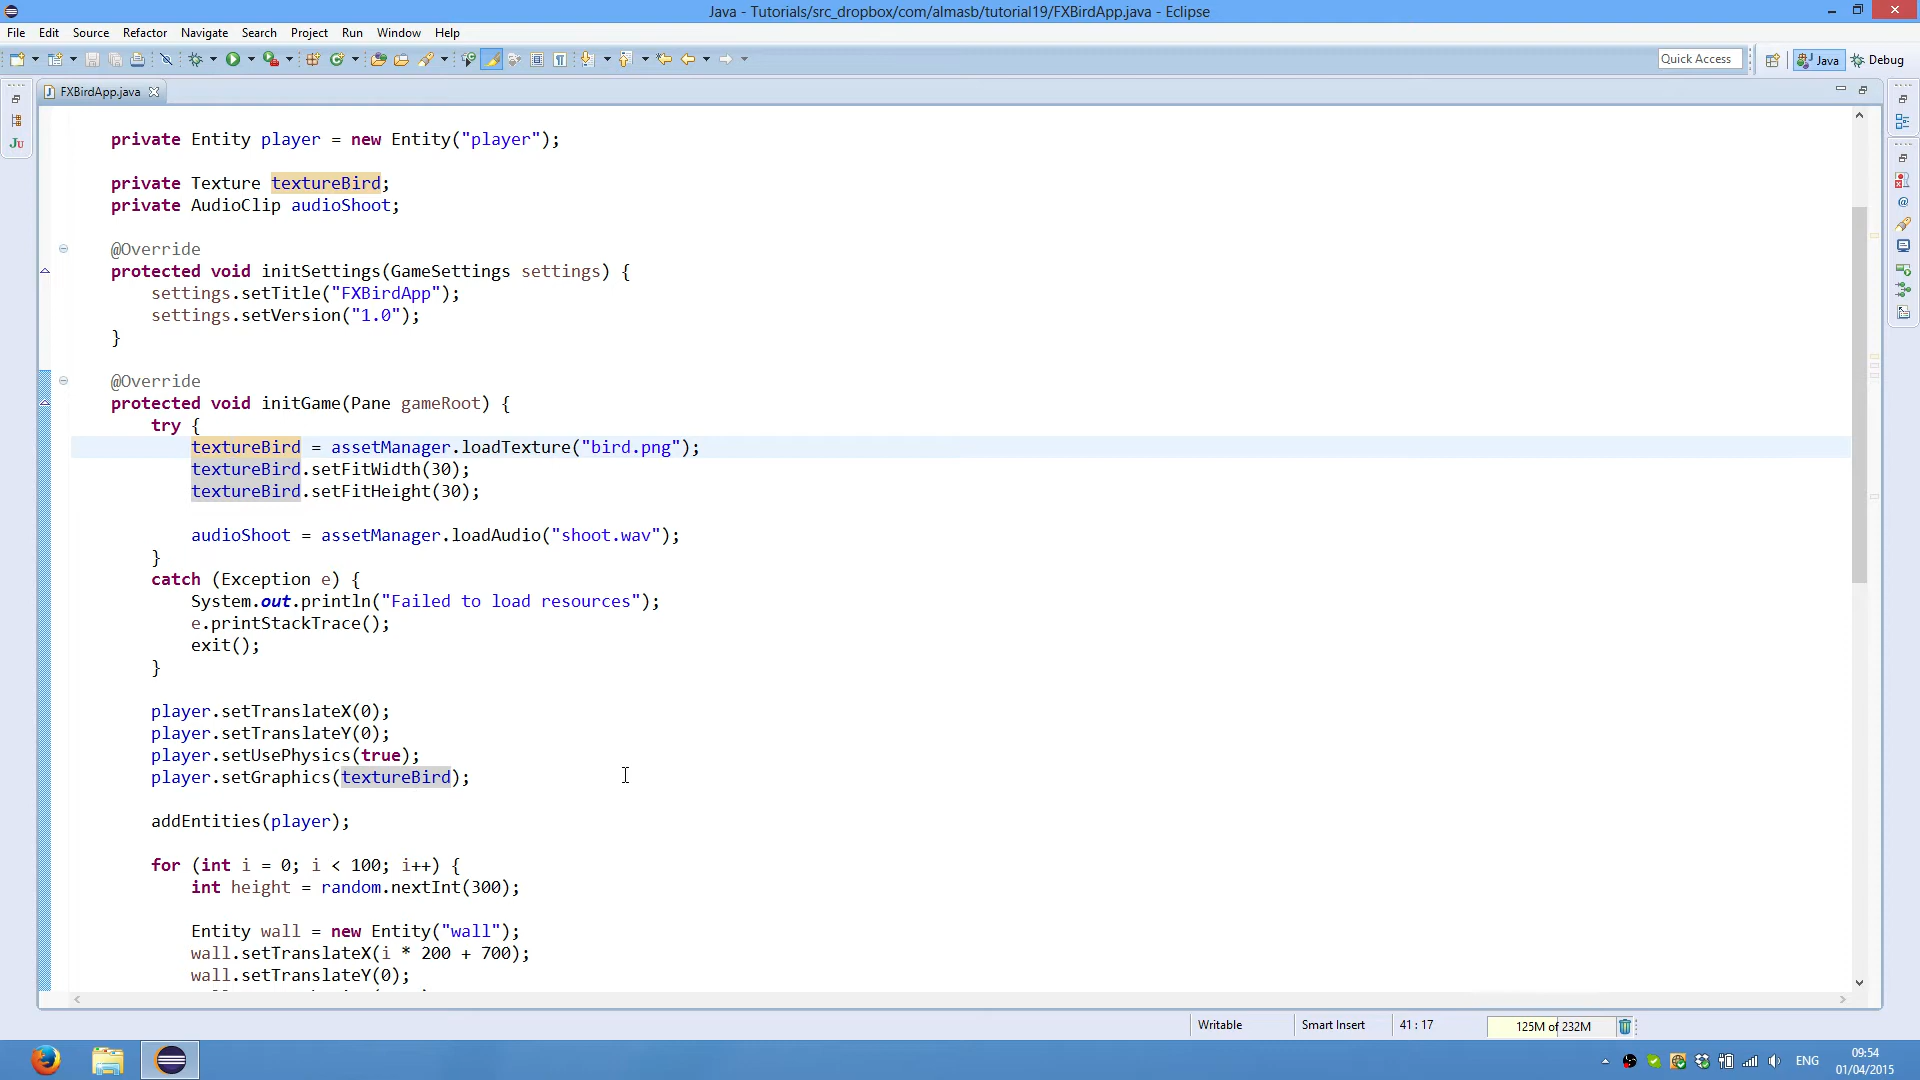 Java - Tutorials/src_dropbox/com/almasb/tutorial19/FXBirdApp.java - Eclipse
File Edit Source Refactor Navigate Search Project Run Window Help
Quick Access Java Debug
FXBirdApp.java
private Entity player = new Entity("player");
private Texture textureBird;
private AudioClip audioShoot;
@Override
protected void initSettings(GameSettings settings) {
settings.setTitle("FXBirdApp");
settings.setVersion("1.0");
}
@Override
protected void initGame(Pane gameRoot) {
try {
textureBird = assetManager.loadTexture("bird.png");
textureBird.setFitWidth(30);
textureBird.setFitHeight(30);
audioShoot = assetManager.loadAudio("shoot.wav");
}
catch (Exception e) {
System.out.println("Failed to load resources");
e.printStackTrace();
exit();
}
player.setTranslateX(0);
player.setTranslateY(0);
player.setUsePhysics(true);
player.setGraphics(textureBird);
addEntities(player);
for (int i = 0; i < 100; i++) {
int height = random.nextInt(300);
Entity wall = new Entity("wall");
wall.setTranslateX(i * 200 + 700);
wall.setTranslateY(0);
Writable Smart Insert 41 : 17 125M of 232M
ENG
09:54
01/04/2015